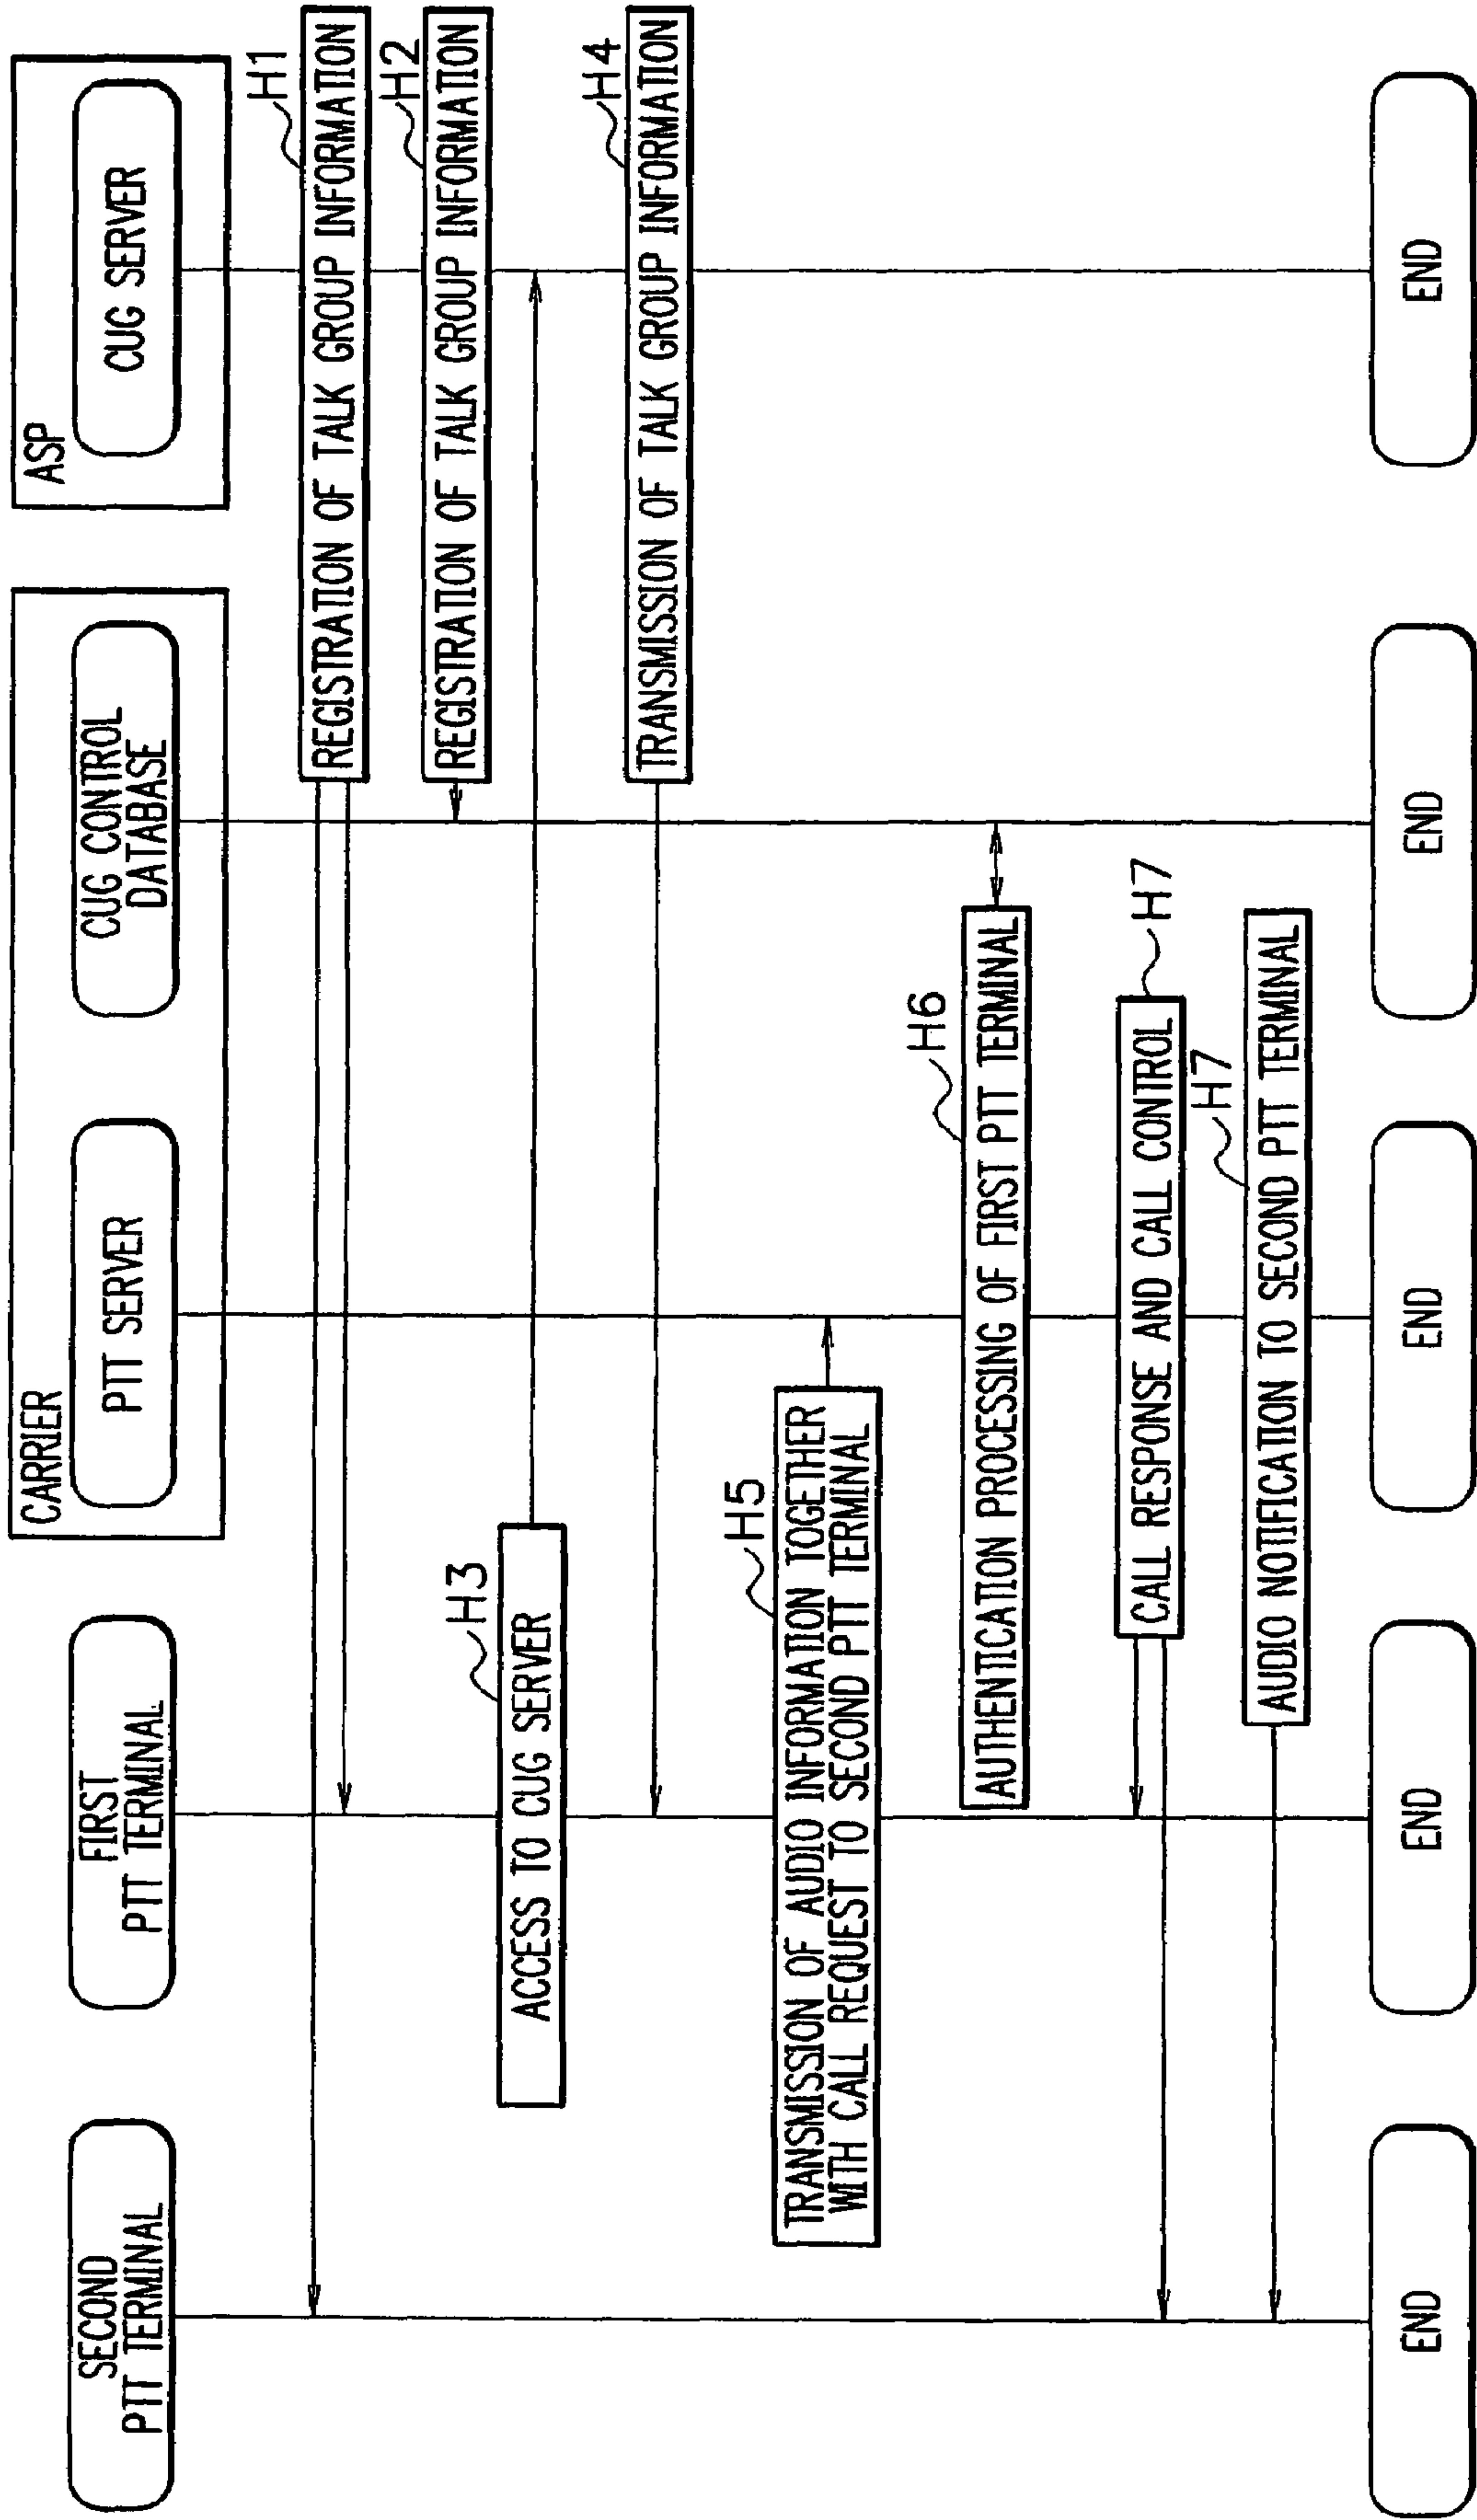 SECOND
PTT TERMINAL
FIRST
PTT TERMINAL
CARRIER
PTT SERVER
CUG CONTROL
DATABASE
ASP
CUG SERVER
H1
REGISTRATION OF TALK GROUP INFORMATION
H2
REGISTRATION OF TALK GROUP INFORMATION
H3
ACCESS TO CUG SERVER
H4
TRANSMISSION OF TALK GROUP INFORMATION
H5
TRANSMISSION OF AUDIO INFORMATION TOGETHER
WITH CALL REQUEST TO SECOND PTT TERMINAL
H6
AUTHENTICATION PROCESSING OF FIRST PTT TERMINAL
H7
CALL RESPONSE AND CALL CONTROL
H7
AUDIO NOTIFICATION TO SECOND PTT TERMINAL
END
END
END
END
END